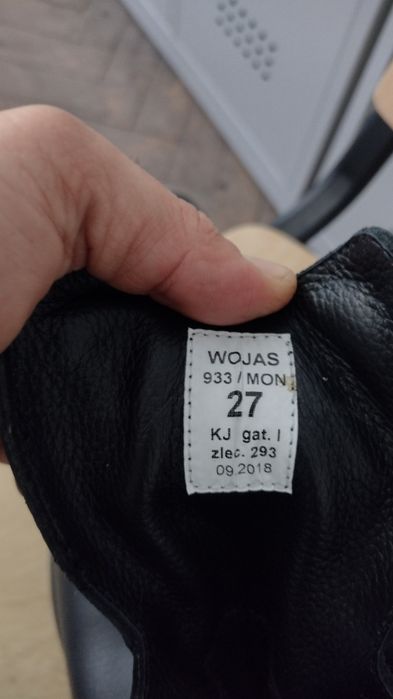 WOJAS
933 / MON
27
KJ gat. I
zlec. 293
09.2018